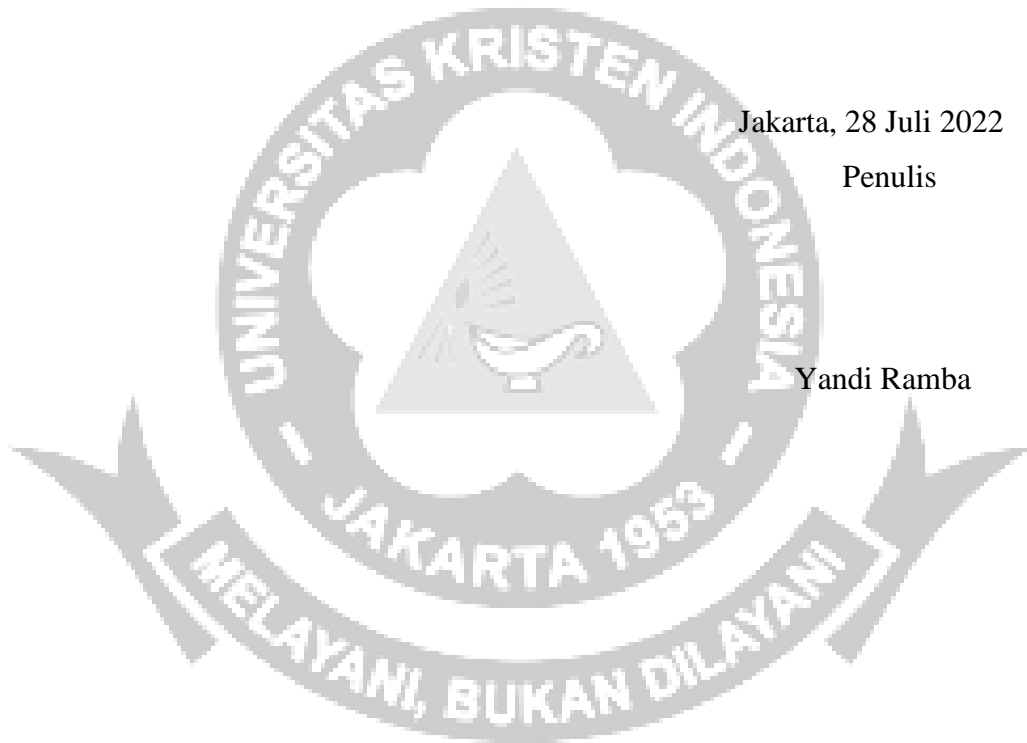 UNIVERSITAS KRISTEN INDONESIA
Jakarta, 28 Juli 2022
Penulis
Yandi Ramba
- JAKARTA 1953 -
MELAYANI, BUKAN DILAYANI